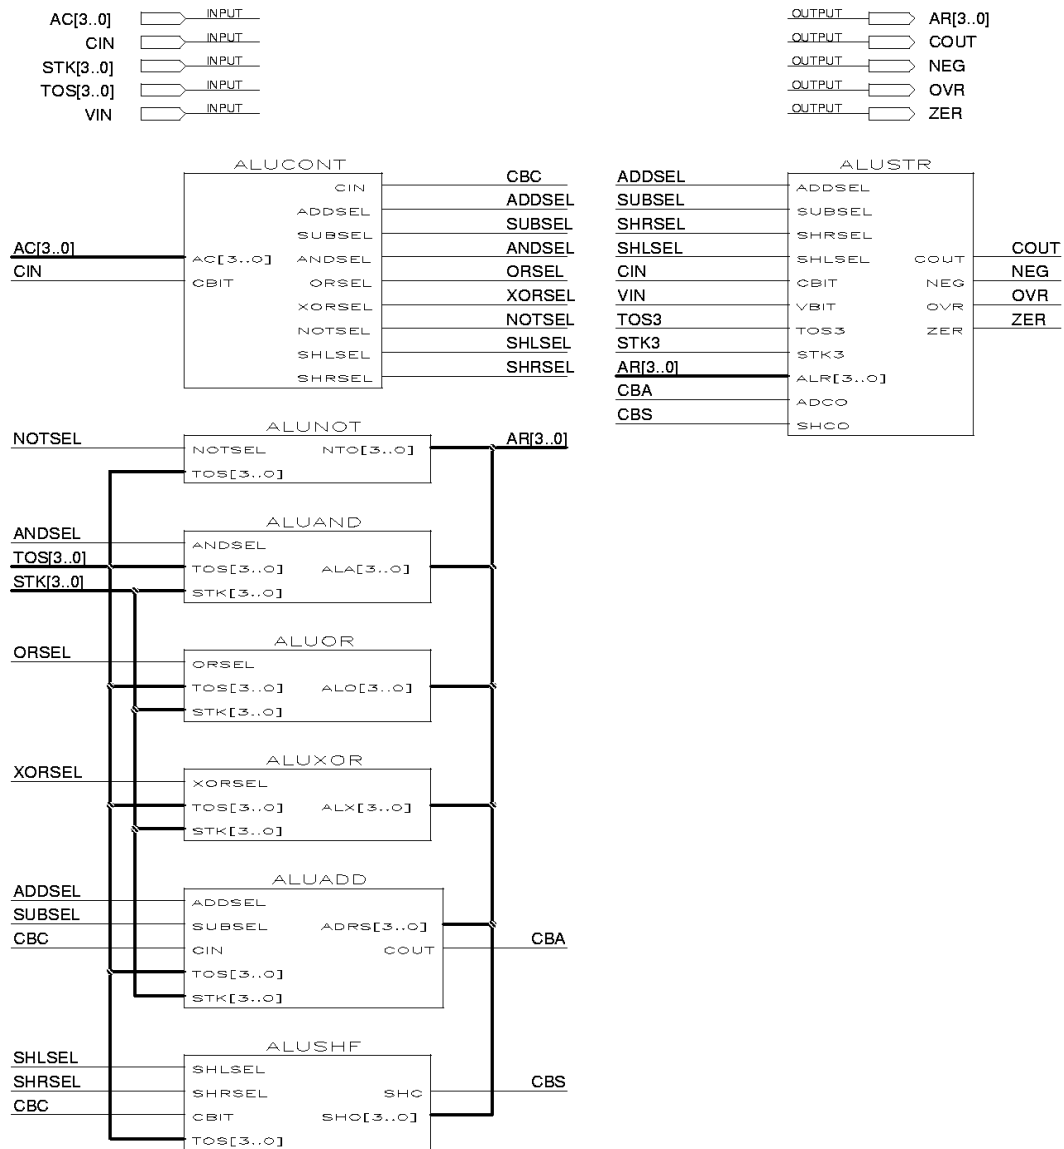 AC[3..0] INPUT
CIN INPUT
STK[3..0] INPUT
TOS[3..0] INPUT
VIN INPUT
OUTPUT AR[3..0]
OUTPUT COUT
OUTPUT NEG
OUTPUT OVR
OUTPUT ZER
ALUCONT
AC[3..0]
CIN
AC[3..0]
CBIT
CIN
ADDSEL
SUBSEL
ANDSEL
ORSEL
XORSEL
NOTSEL
SHLSEL
SHRSEL
CBC
ADDSEL
SUBSEL
ANDSEL
ORSEL
XORSEL
NOTSEL
SHLSEL
SHRSEL
ALUSTR
ADDSEL
SUBSEL
SHRSEL
SHLSEL
CIN
VIN
TOS3
STK3
AR[3..0]
CBA
CBS
ADDSEL
SUBSEL
SHRSEL
SHLSEL
CBIT
VBIT
TOS3
STK3
ALR[3..0]
ADCO
SHCO
COUT
NEG
OVR
ZER
COUT
NEG
OVR
ZER
ALUNOT
NOTSEL
NOTSEL
TOS[3..0]
NTO[3..0]
AR[3..0]
ALUAND
ANDSEL
TOS[3..0]
STK[3..0]
ANDSEL
TOS[3..0]
STK[3..0]
ALA[3..0]
ALUOR
ORSEL
ORSEL
TOS[3..0]
STK[3..0]
ALO[3..0]
ALUXOR
XORSEL
XORSEL
TOS[3..0]
STK[3..0]
ALX[3..0]
ALUADD
ADDSEL
SUBSEL
CBC
ADDSEL
SUBSEL
CIN
TOS[3..0]
STK[3..0]
ADRS[3..0]
COUT
CBA
ALUSHF
SHLSEL
SHRSEL
CBC
SHLSEL
SHRSEL
CBIT
TOS[3..0]
SHC
SHO[3..0]
CBS